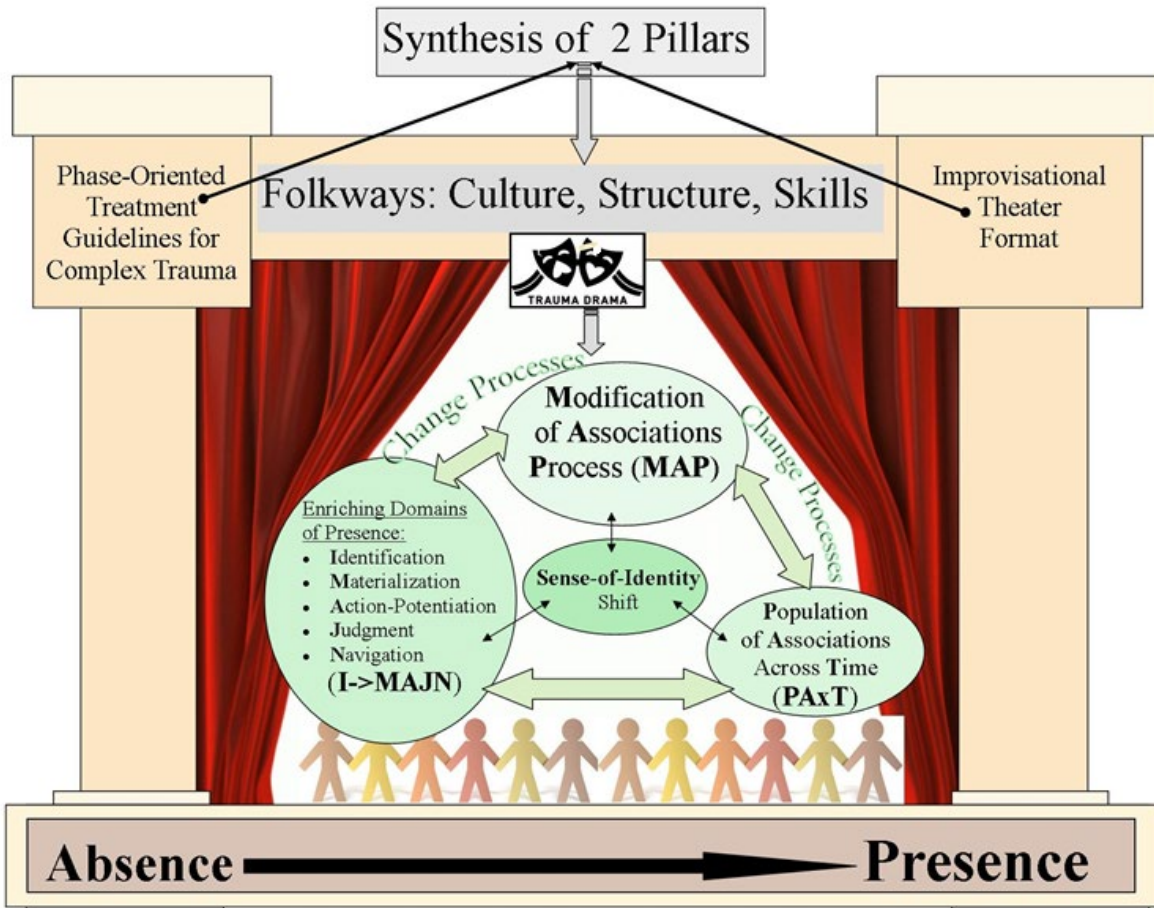 Synthesis of 2 Pillars
Phase-Oriented
Treatment
Guidelines for
Complex Trauma
Folkways: Culture, Structure, Skills
Improvisational
Theater
Format
TRAUMA DRAMA
Change Processes
Modification
of Associations
Process (MAP)
Change Processes
Enriching Domains
of Presence:
• Identification
• Materialization
• Action-Potentiation
• Judgment
• Navigation
(I->MAJN)
Sense-of-Identity
Shift
Population
of Associations
Across Time
(PAxT)
Absence
Presence